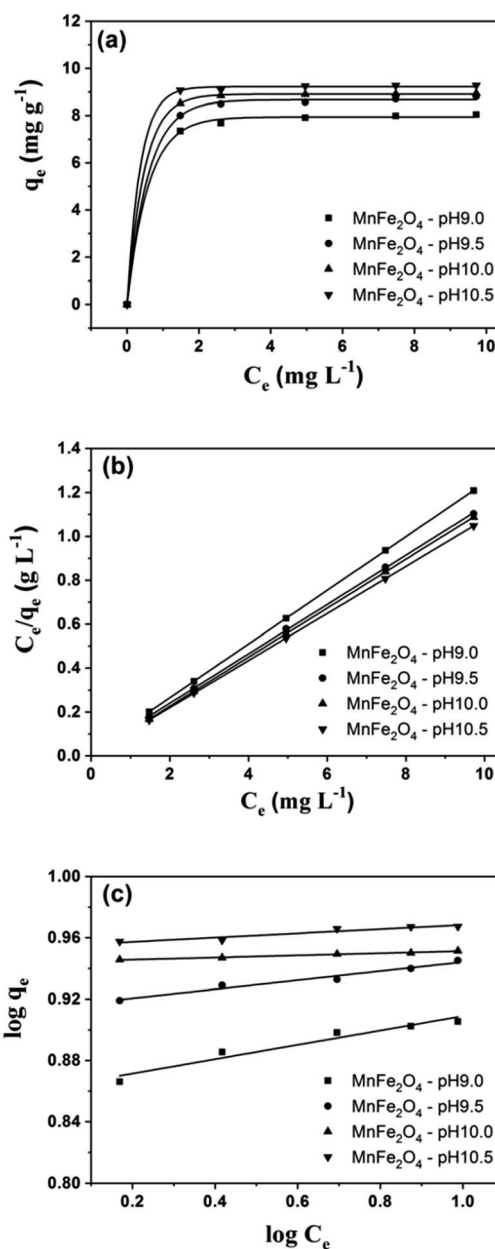 (a)
12
10
8
6
4
2
0
qe (mg g-1)
MnFe2O4 - pH9.0
MnFe2O4 - pH9.5
MnFe2O4 - pH10.0
MnFe2O4 - pH10.5
0 2 4 6 8 10
Ce (mg L-1)
(b)
1.4
1.2
1.0
0.8
0.6
0.4
0.2
0.0
Ce/qe (g L-1)
MnFe2O4 - pH9.0
MnFe2O4 - pH9.5
MnFe2O4 - pH10.0
MnFe2O4 - pH10.5
0 2 4 6 8 10
Ce (mg L-1)
(c)
1.00
0.96
0.92
0.88
0.84
0.80
log qe
MnFe2O4 - pH9.0
MnFe2O4 - pH9.5
MnFe2O4 - pH10.0
MnFe2O4 - pH10.5
0.2 0.4 0.6 0.8 1.0
log Ce